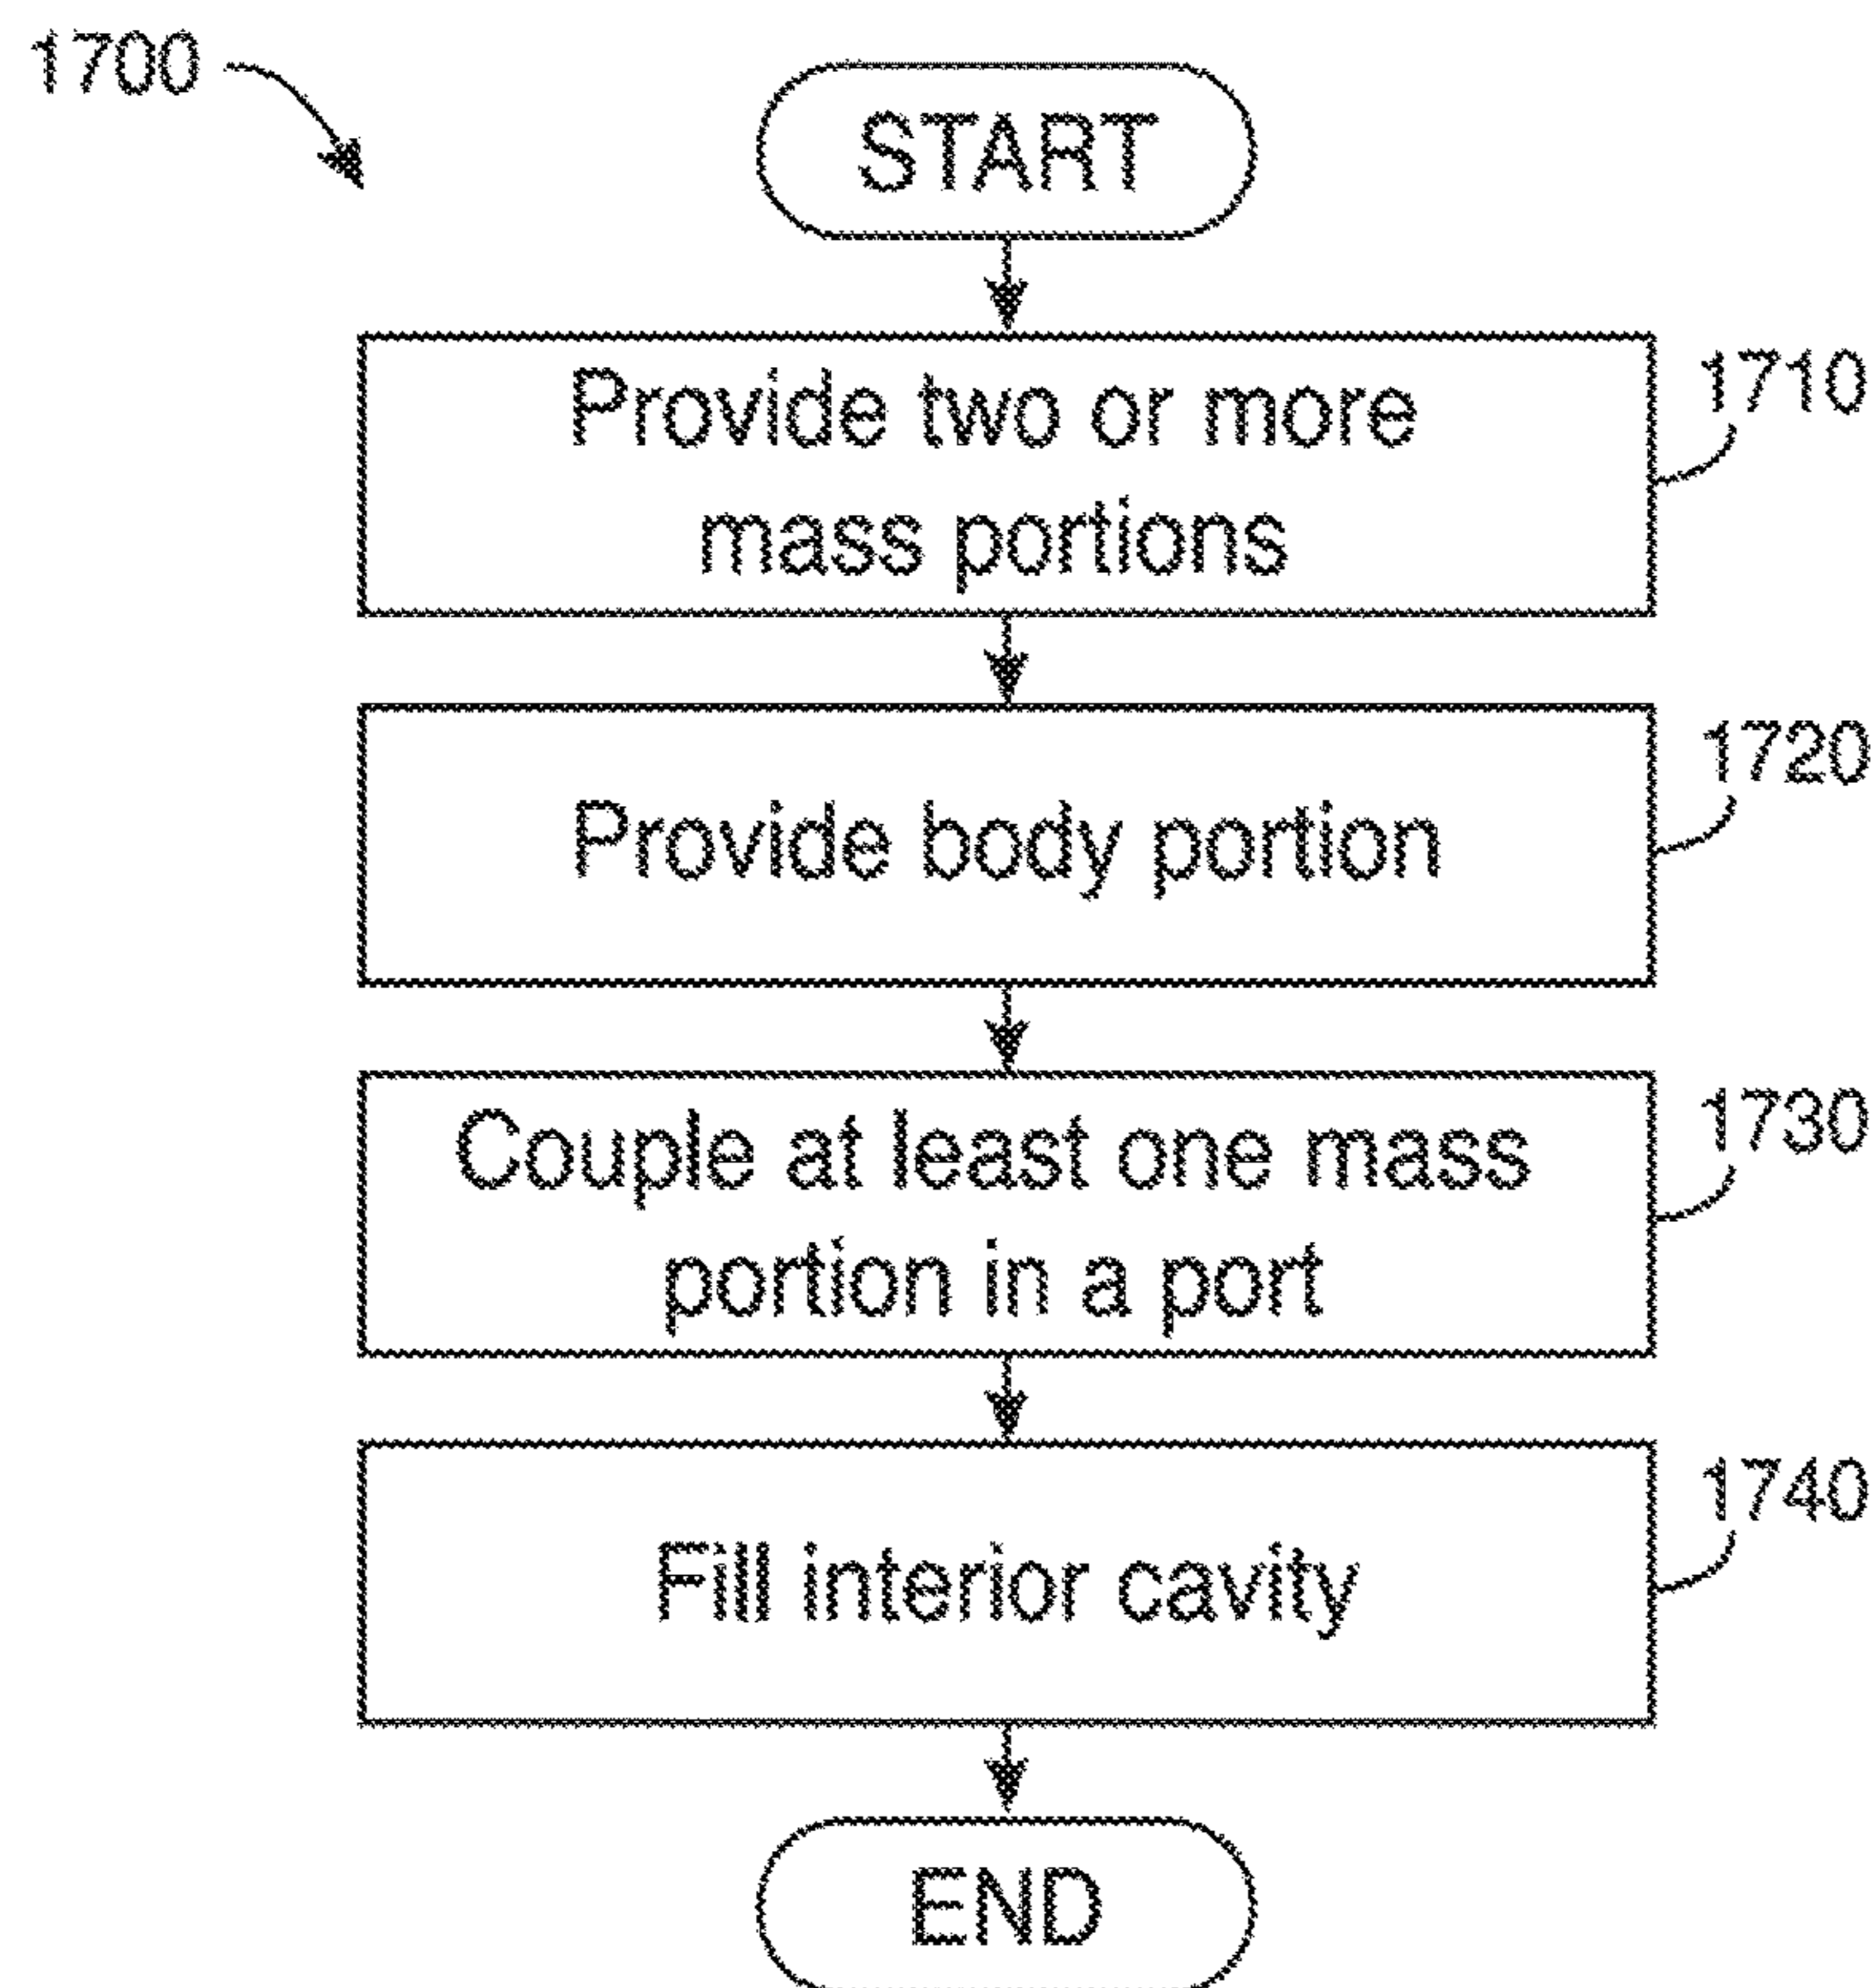 1700
START
Provide two or more
mass portions
1710
Provide body portion
1720
Couple at least one mass
portion in a port
1730
Fill interior cavity
1740
END